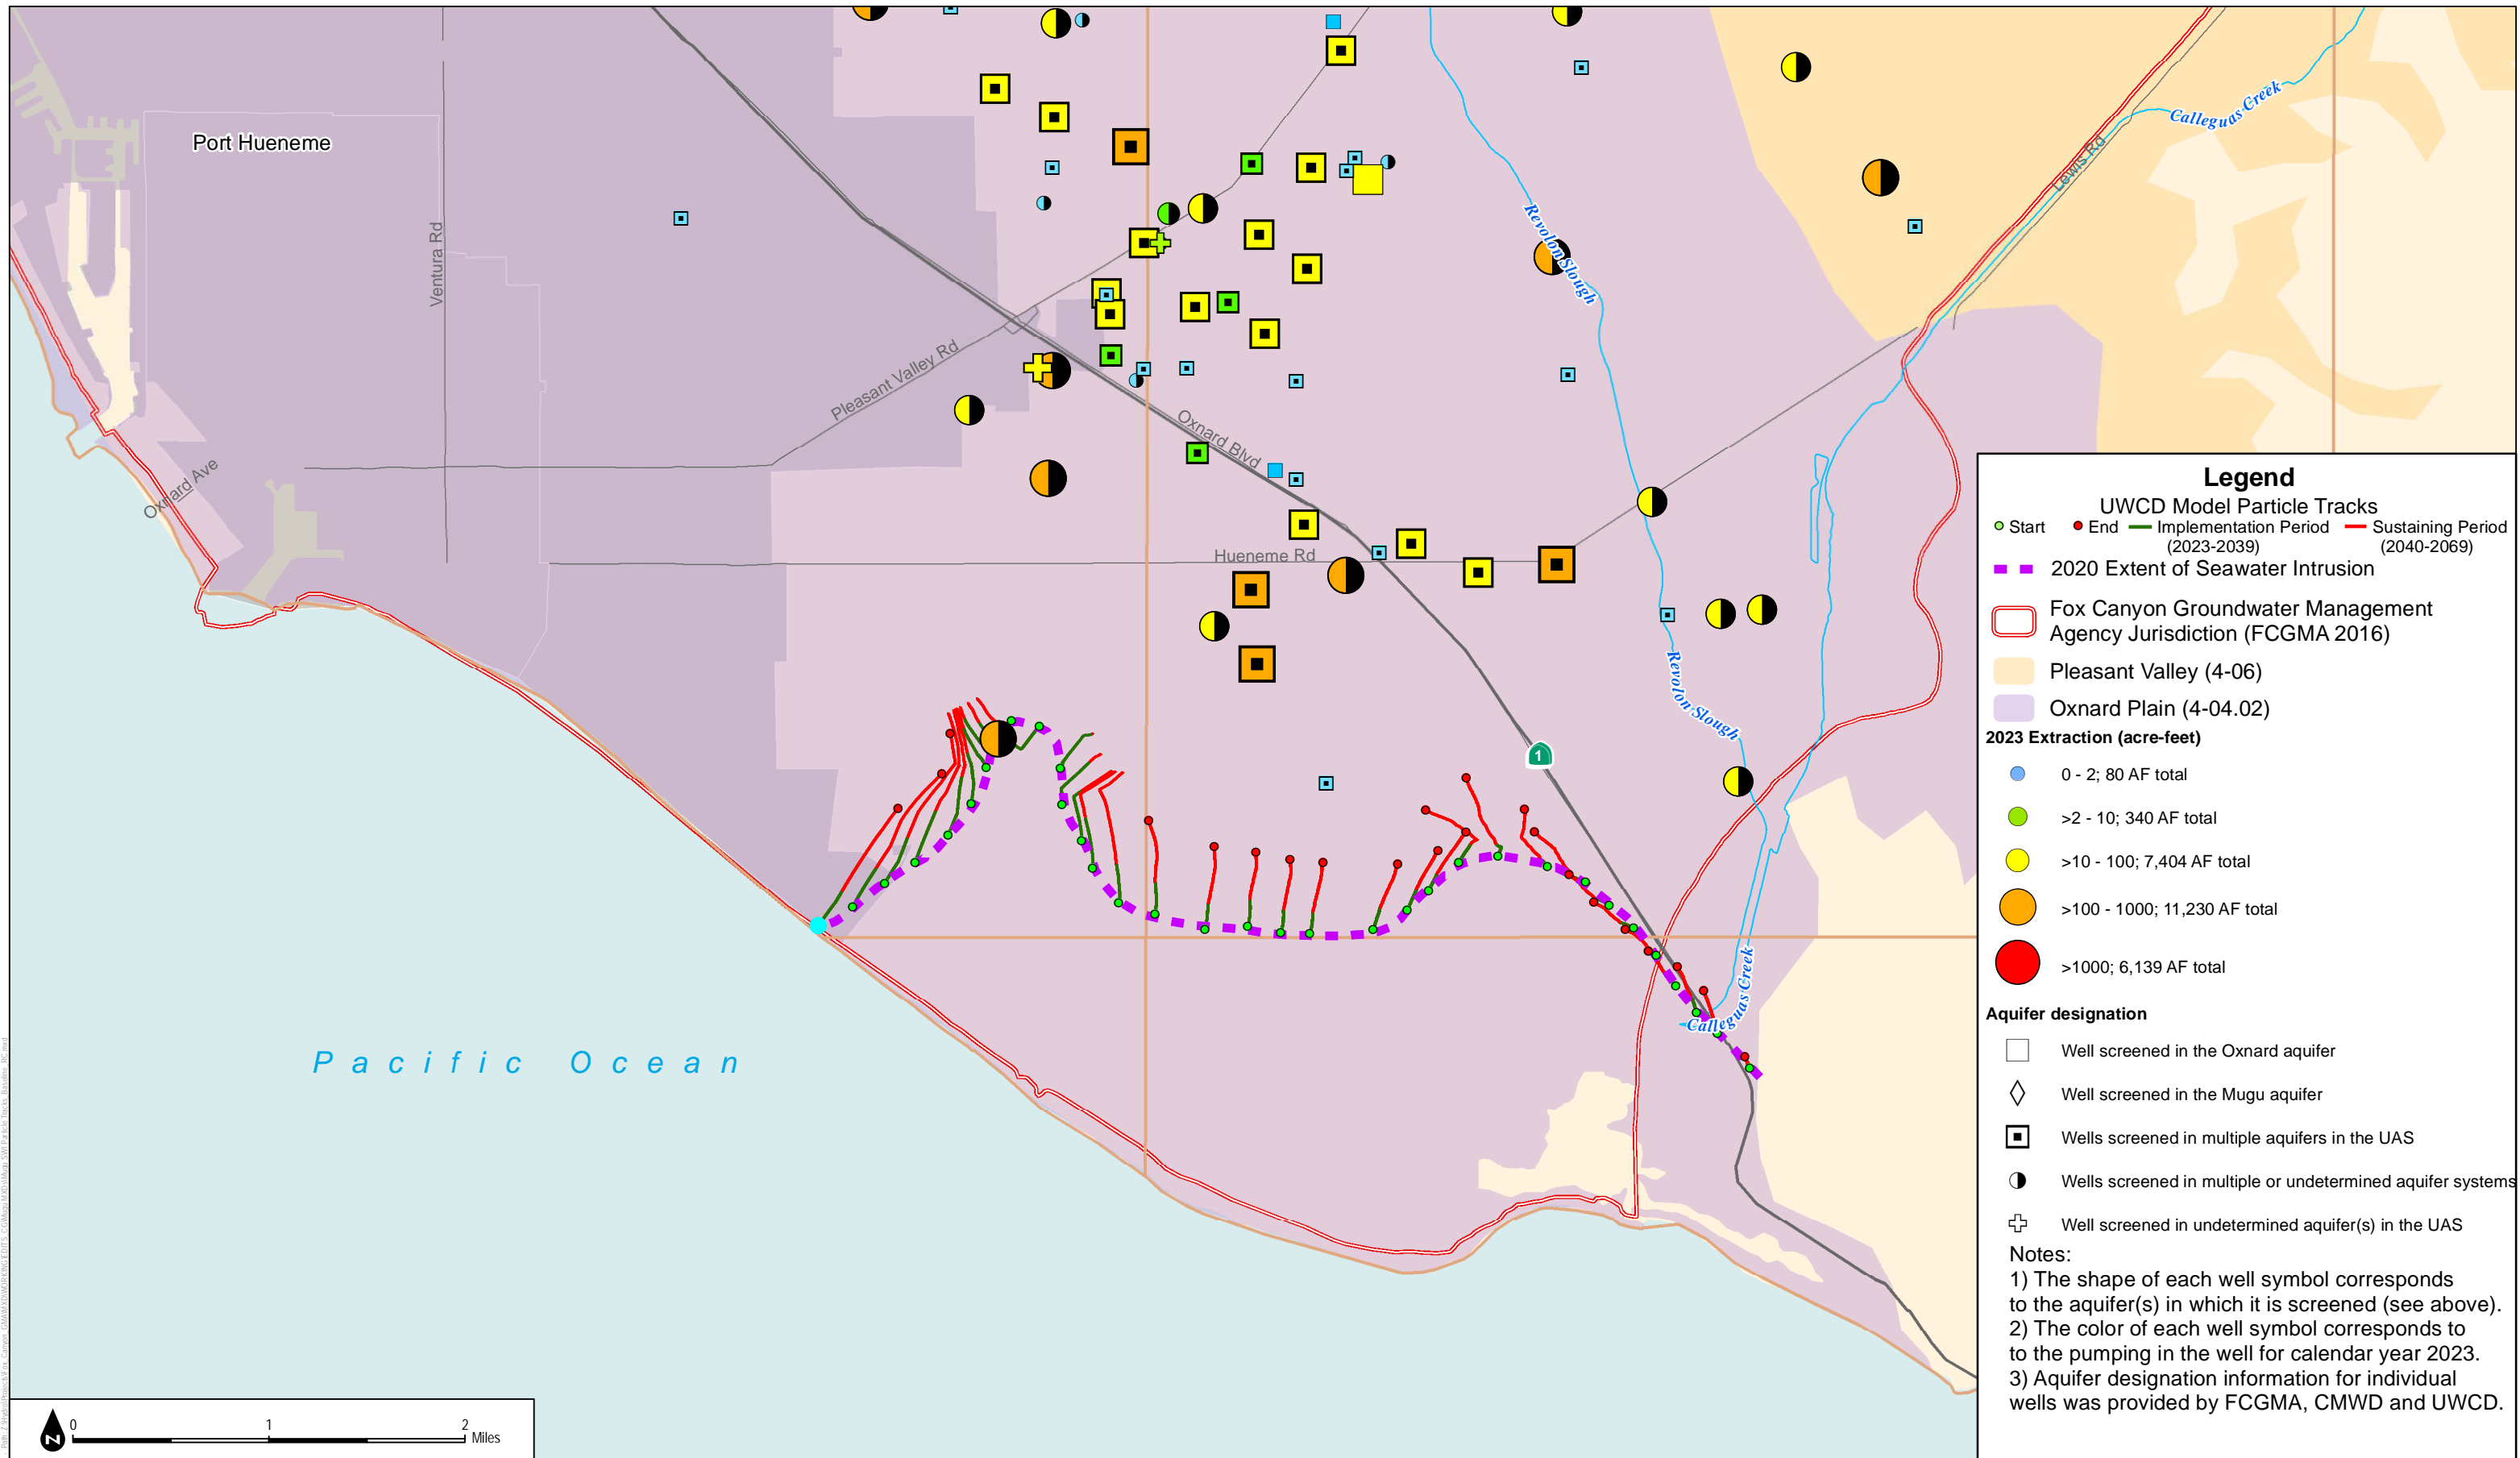 Port Hueneme
Ventura Rd
Oxnard Ave
Pleasant Valley Rd
Oxnard Blvd
Hueneme Rd
Revolon Slough
Revolon Slough
Lewis Rd
Calleguas Creek
Calleguas Creek
1
Pacific Ocean
0 1 2
Miles
N
Legend
UWCD Model Particle Tracks
Start End Implementation Period Sustaining Period
(2023-2039) (2040-2069)
2020 Extent of Seawater Intrusion
Fox Canyon Groundwater Management
Agency Jurisdiction (FCGMA 2016)
Pleasant Valley (4-06)
Oxnard Plain (4-04.02)
2023 Extraction (acre-feet)
0 - 2; 80 AF total
>2 - 10; 340 AF total
>10 - 100; 7,404 AF total
>100 - 1000; 11,230 AF total
>1000; 6,139 AF total
Aquifer designation
Well screened in the Oxnard aquifer
Well screened in the Mugu aquifer
Wells screened in multiple aquifers in the UAS
Wells screened in multiple or undetermined aquifer systems
Well screened in undetermined aquifer(s) in the UAS
Notes:
1) The shape of each well symbol corresponds
to the aquifer(s) in which it is screened (see above).
2) The color of each well symbol corresponds to
to the pumping in the well for calendar year 2023.
3) Aquifer designation information for individual
wells was provided by FCGMA, CMWD and UWCD.